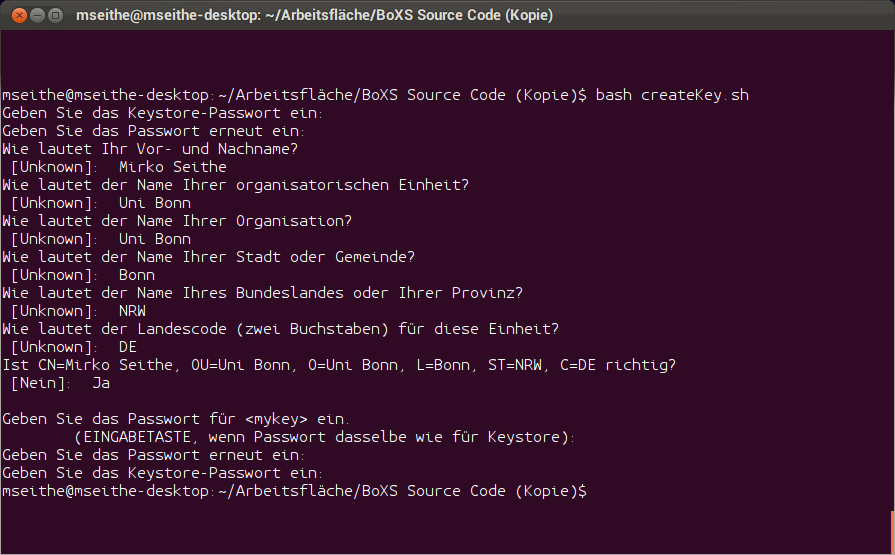 mseithe@mseithe-desktop: ~/Arbeitsfläche/BoXS Source Code (Kopie)
mseithe@mseithe-desktop:~/Arbeitsfläche/BoXS Source Code (Kopie)$ bash createKey.sh
Geben Sie das Keystore-Passwort ein:
Geben Sie das Passwort erneut ein:
Wie lautet Ihr Vor- und Nachname?
 [Unknown]:  Mirko Seithe
Wie lautet der Name Ihrer organisatorischen Einheit?
 [Unknown]:  Uni Bonn
Wie lautet der Name Ihrer Organisation?
 [Unknown]:  Uni Bonn
Wie lautet der Name Ihrer Stadt oder Gemeinde?
 [Unknown]:  Bonn
Wie lautet der Name Ihres Bundeslandes oder Ihrer Provinz?
 [Unknown]:  NRW
Wie lautet der Landescode (zwei Buchstaben) für diese Einheit?
 [Unknown]:  DE
Ist CN=Mirko Seithe, OU=Uni Bonn, O=Uni Bonn, L=Bonn, ST=NRW, C=DE richtig?
 [Nein]:  Ja
Geben Sie das Passwort für <mykey> ein.
        (EINGABETASTE, wenn Passwort dasselbe wie für Keystore):
Geben Sie das Passwort erneut ein:
Geben Sie das Keystore-Passwort ein:
mseithe@mseithe-desktop:~/Arbeitsfläche/BoXS Source Code (Kopie)$